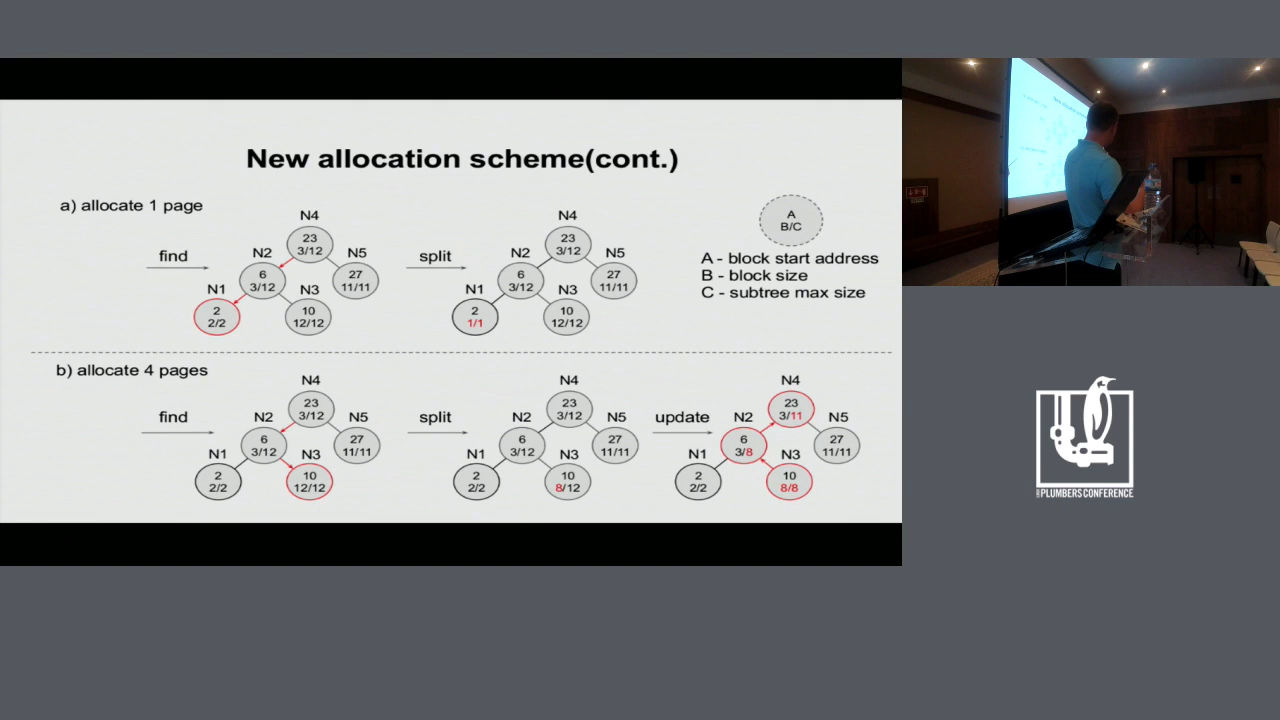 New allocation scheme(cont.)
a) allocate 1 page
find
N4
23
3/12
N2
6
3/12
N5
27
11/11
N1
2
2/2
N3
10
12/12
split
N4
23
3/12
N2
6
3/12
N5
27
11/11
N1
2
1/1
N3
10
12/12
A
B/C
A - block start address
B - block size
C - subtree max size
b) allocate 4 pages
find
N4
23
3/12
N2
6
3/12
N5
27
11/11
N1
2
2/2
N3
10
12/12
split
N4
23
3/12
N2
6
3/12
N5
27
11/11
N1
2
2/2
N3
10
8/12
update
N4
23
3/11
N2
6
3/8
N5
27
11/11
N1
2
2/2
N3
10
8/8
PLUMBERS CONFERENCE